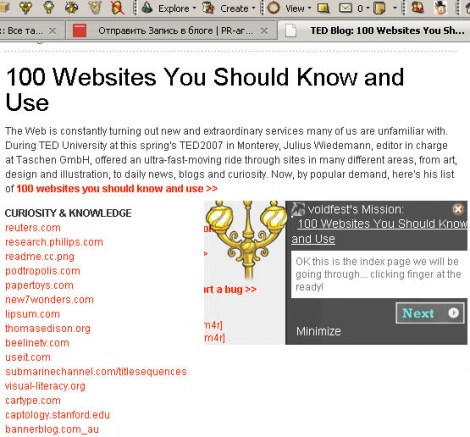 Explore
Create
0
: Все та...
Отправить Запись в блоге | PR-аг...
TED Blog: 100 Websites You Sh...
100 Websites You Should Know and
Use
The Web is constantly turning out new and extraordinary services many of us are unfamiliar with.
During TED University at this spring's TED2007 in Monterey, Julius Wiedemann, editor in charge
at Taschen GmbH, offered an ultra-fast-moving ride through sites in many different areas, from art,
design and illustration, to daily news, blogs and curiosity. Now, by popular demand, here's his list
of 100 websites you should know and use >>
CURIOSITY & KNOWLEDGE
reuters.com
research.philips.com
readme.cc.png
podtropolis.com
papertoys.com
new7wonders.com
lipsum.com
thomasedison.org
beelinetv.com
useit.com
submarinechannel.com/titlesequences
visual-literacy.org
cartype.com
captology.stanford.edu
bannerblog.com_au
ort a bug >>
m4r]
m4r]
voidfest's Mission:
100 Websites You Should Know
and Use
OK this is the index page we will be
going through... clicking finger at the
ready!
Next
Minimize